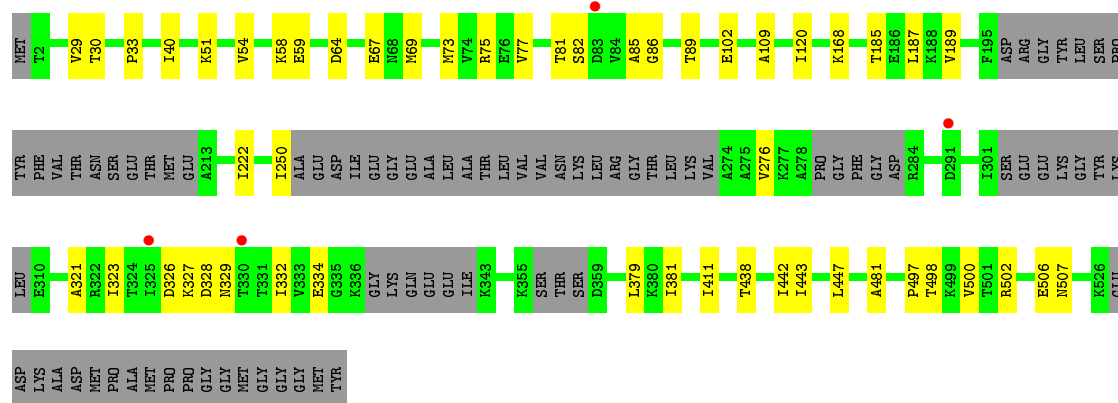 MET T2 V29 T30 P33 I40 K51 V54 K58 E59 D64 E67 N68 M69 M73 V74 R75 E76 V77 T81 S82 D83 V84 A85 G86 T89 E102 A109 I120 K168 T185 E186 L187 K188 V189 F195 ASP ARG GLY TYR LEU SER PRO
TYR PHE VAL THR ASN SER GLU THR MET GLU A213 I222 I250 ALA GLU ASP ILE GLU GLY GLU ALA LEU ALA THR LEU VAL VAL ASN LYS LEU ARG GLY THR LEU LYS VAL A274 A275 V276 K277 A278 PRO GLY PHE GLY ASP R284 D291 I301 SER GLU GLU LYS GLY TYR LYS
LEU E310 A321 R322 I323 T324 I325 D326 K327 D328 N329 T330 T331 I332 V333 E334 G335 K336 GLY LYS GLN GLU GLU ILE K343 K355 SER THR SER D359 L379 K380 I381 I411 T438 I442 I443 L447 A481 P497 T498 K499 V500 T501 R502 E506 N507 K526 GLU
ASP LYS ALA ASP MET PRO ALA MET PRO PRO GLY GLY MET GLY GLY GLY MET TYR